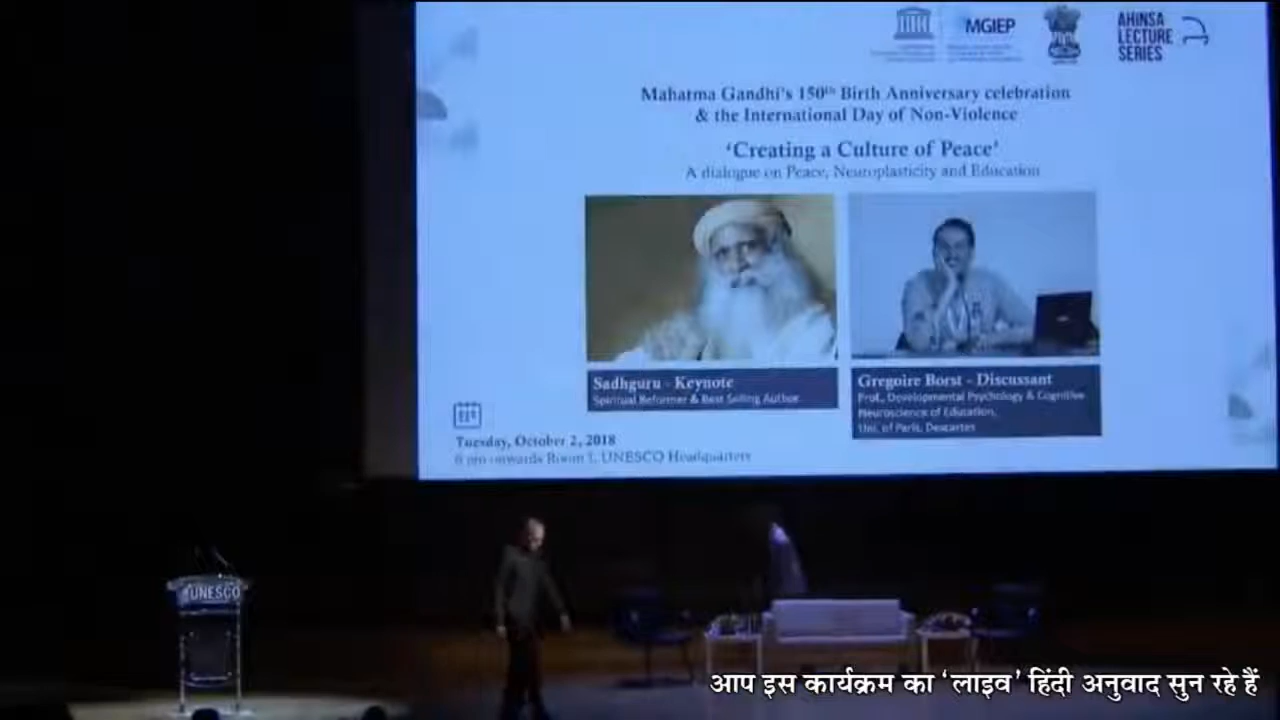 MGIEP
AHINSA
LECTURE
SERIES
Mahatma Gandhi's 150th Birth Anniversary celebration
& the International Day of Non-Violence
'Creating a Culture of Peace'
A dialogue on Peace, Neuroplasticity and Education
Sadhguru - Keynote
Spiritual Reformer & Best Selling Author
Gregoire Borst - Discussant
Prof., Developmental Psychology & Cognitive
Neuroscience of Education,
Uni. of Paris, Descartes
Tuesday, October 2, 2018
6 pm onwards Room 1, UNESCO Headquarters
UNESCO
आप इस कार्यक्रम का 'लाइव' हिंदी अनुवाद सुन रहे हैं